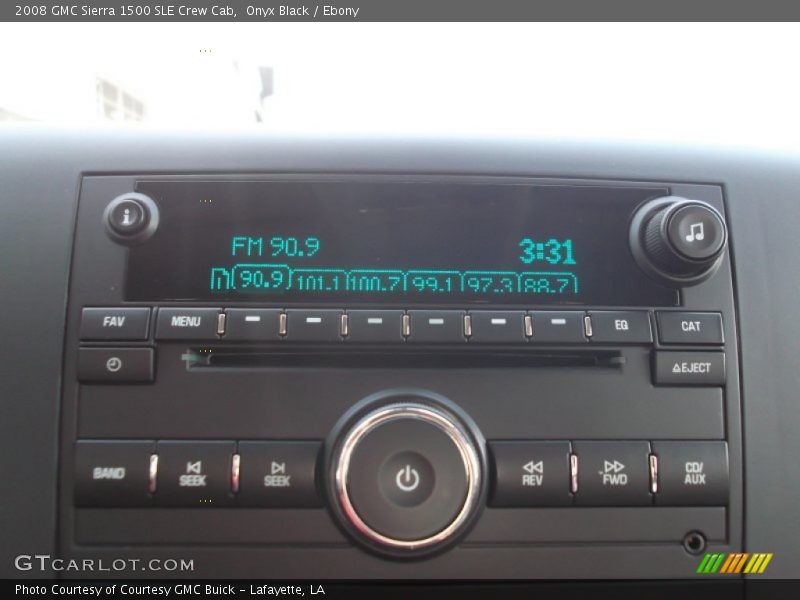 2008 GMC Sierra 1500 SLE Crew Cab,  Onyx Black / Ebony
i
FM 90.9
3:31
90.9 101.1 100.7 99.1 97.3 88.7
FAV MENU EQ CAT
EJECT
BAND SEEK SEEK REV FWD CD/AUX
GTCARLOT.COM
Photo Courtesy of Courtesy GMC Buick - Lafayette, LA